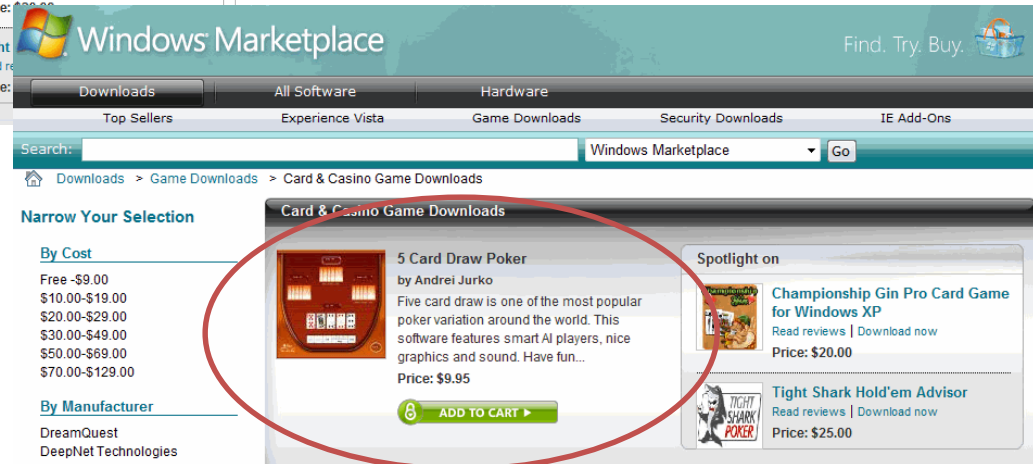 Windows Marketplace
Find. Try. Buy.
Downloads All Software Hardware
Top Sellers Experience Vista Game Downloads Security Downloads IE Add-Ons
Search: Windows Marketplace Go
Downloads > Game Downloads > Card & Casino Game Downloads
Narrow Your Selection
By Cost
Free -$9.00
$10.00-$19.00
$20.00-$29.00
$30.00-$49.00
$50.00-$69.00
$70.00-$129.00
By Manufacturer
DreamQuest
DeepNet Technologies
Card & Casino Game Downloads
5 Card Draw Poker
by Andrei Jurko
Five card draw is one of the most popular
poker variation around the world. This
software features smart AI players, nice
graphics and sound. Have fun...
Price: $9.95
ADD TO CART
Spotlight on
Championship Gin Pro Card Game
for Windows XP
Read reviews | Download now
Price: $20.00
TIGHT
SHARK
POKER
Tight Shark Hold'em Advisor
Read reviews | Download now
Price: $25.00